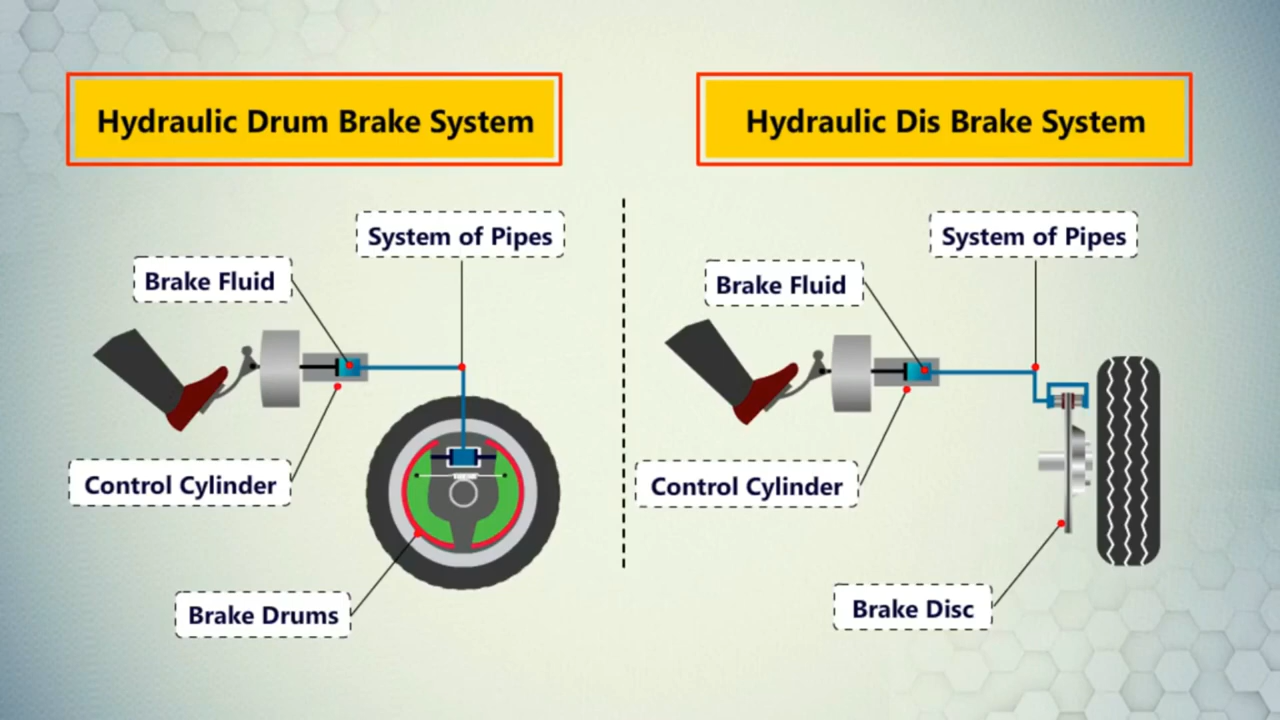 Hydraulic Drum Brake System
System of Pipes
Brake Fluid
Control Cylinder
Brake Drums
Hydraulic Dis Brake System
System of Pipes
Brake Fluid
Control Cylinder
Brake Disc